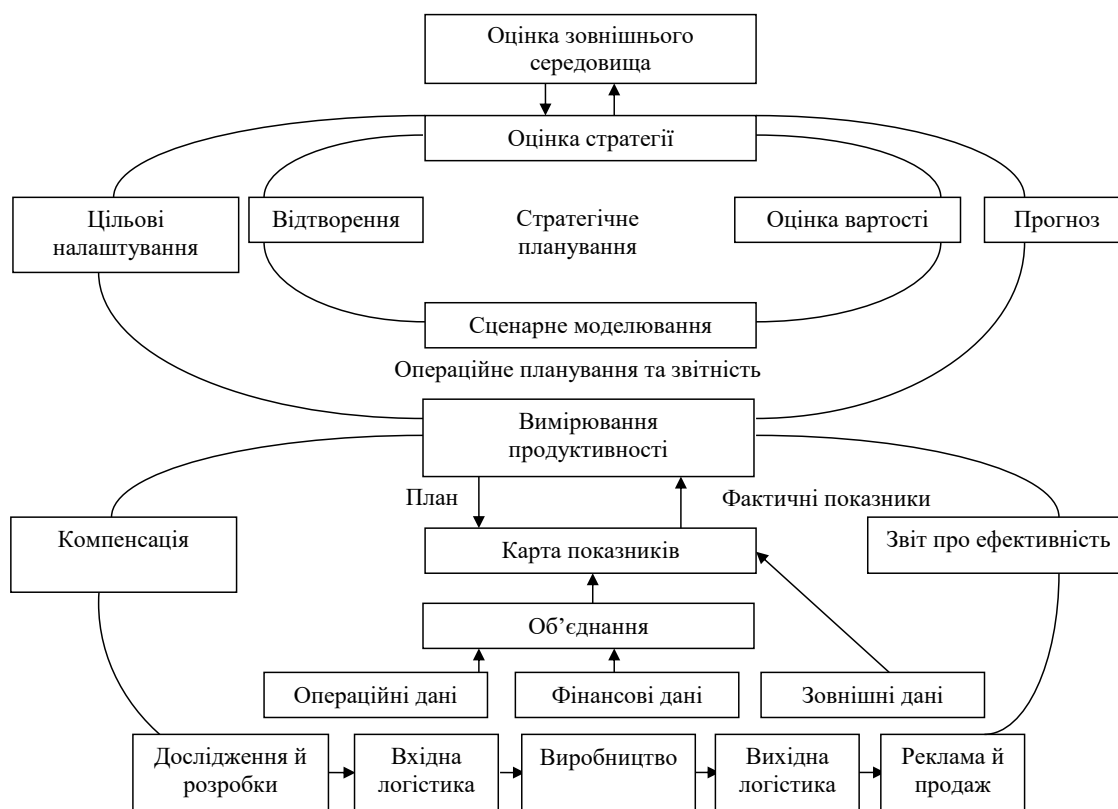 Оцінка зовнішнього
середовища
Оцінка стратегії
Цільові
налаштування
Відтворення
Стратегічне
планування
Оцінка вартості
Прогноз
Сценарне моделювання
Операційне планування та звітність
Вимірювання
продуктивності
План
Фактичні показники
Компенсація
Карта показників
Звіт про ефективність
Об’єднання
Операційні дані
Фінансові дані
Зовнішні дані
Дослідження й
розробки
Вхідна
логістика
Виробництво
Вихідна
логістика
Реклама й
продаж